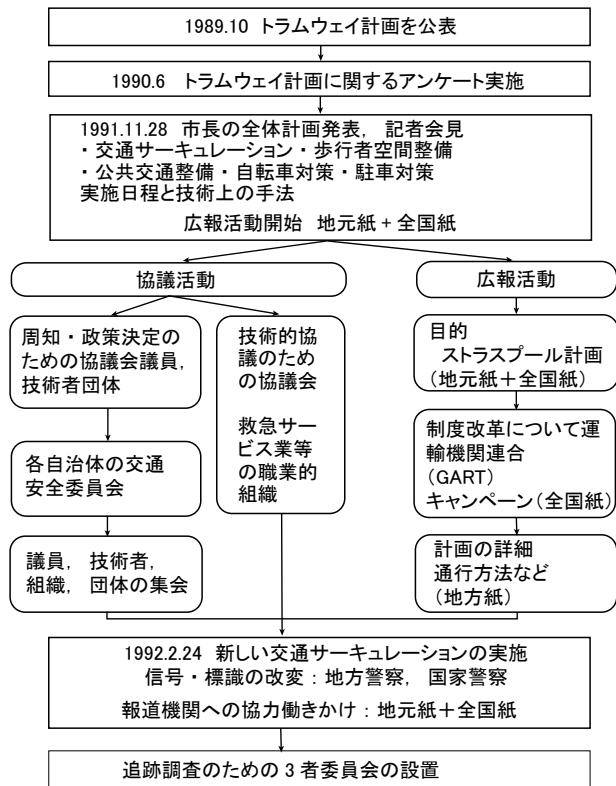 1989.10 トラムウェイ計画を公表
1990.6 トラムウェイ計画に関するアンケート実施
1991.11.28 市長の全体計画発表, 記者会見
・交通サーキュレーション・歩行者空間整備
・公共交通整備・自転車対策・駐車対策
実施日程と技術上の手法
広報活動開始 地元紙+全国紙
協議活動
周知・政策決定の
ための協議会議員,
技術者団体
各自治体の交通
安全委員会
議員, 技術者,
組織, 団体の集会
技術的協
議のため
の協議会
救急サー
ビス業等
の職業的
組織
広報活動
目的
ストラスプール計画
(地元紙＋全国紙)
制度改革について運
輸機関連合
(GART)
キャンペーン(全国紙)
計画の詳細
通行方法など
(地方紙)
1992.2.24 新しい交通サーキュレーションの実施
信号・標識の改変：地方警察, 国家警察
報道機関への協力働きかけ：地元紙＋全国紙
追跡調査のための3者委員会の設置